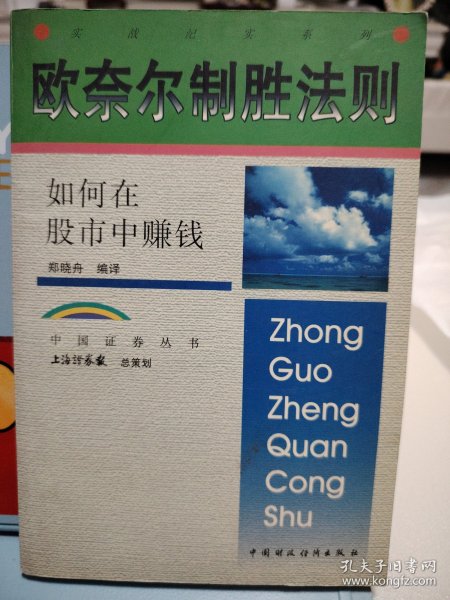 实战纪实系列
欧奈尔制胜法则
如何在
股市中赚钱
郑晓舟 编译
中国证券丛书
上海證券報 总策划
Zhong
Guo
Zheng
Quan
Cong
Shu
中国财政经济出版社
孔夫子旧书网
www.kongfz.com